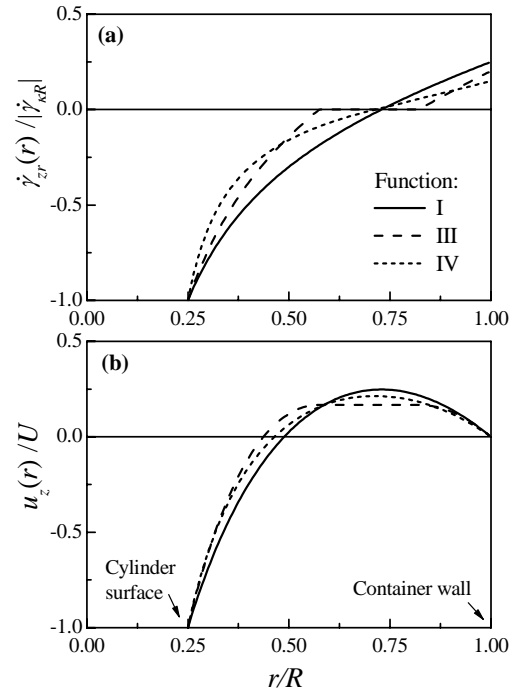 (a)
0.5
0.0
-0.5
-1.0
γ̇zr(r)/|γ̇κR|
Function:
I
III
IV
0.00 0.25 0.50 0.75 1.00
(b)
0.5
0.0
-0.5
-1.0
uz(r)/U
Cylinder
surface
Container wall
0.00 0.25 0.50 0.75 1.00
r/R